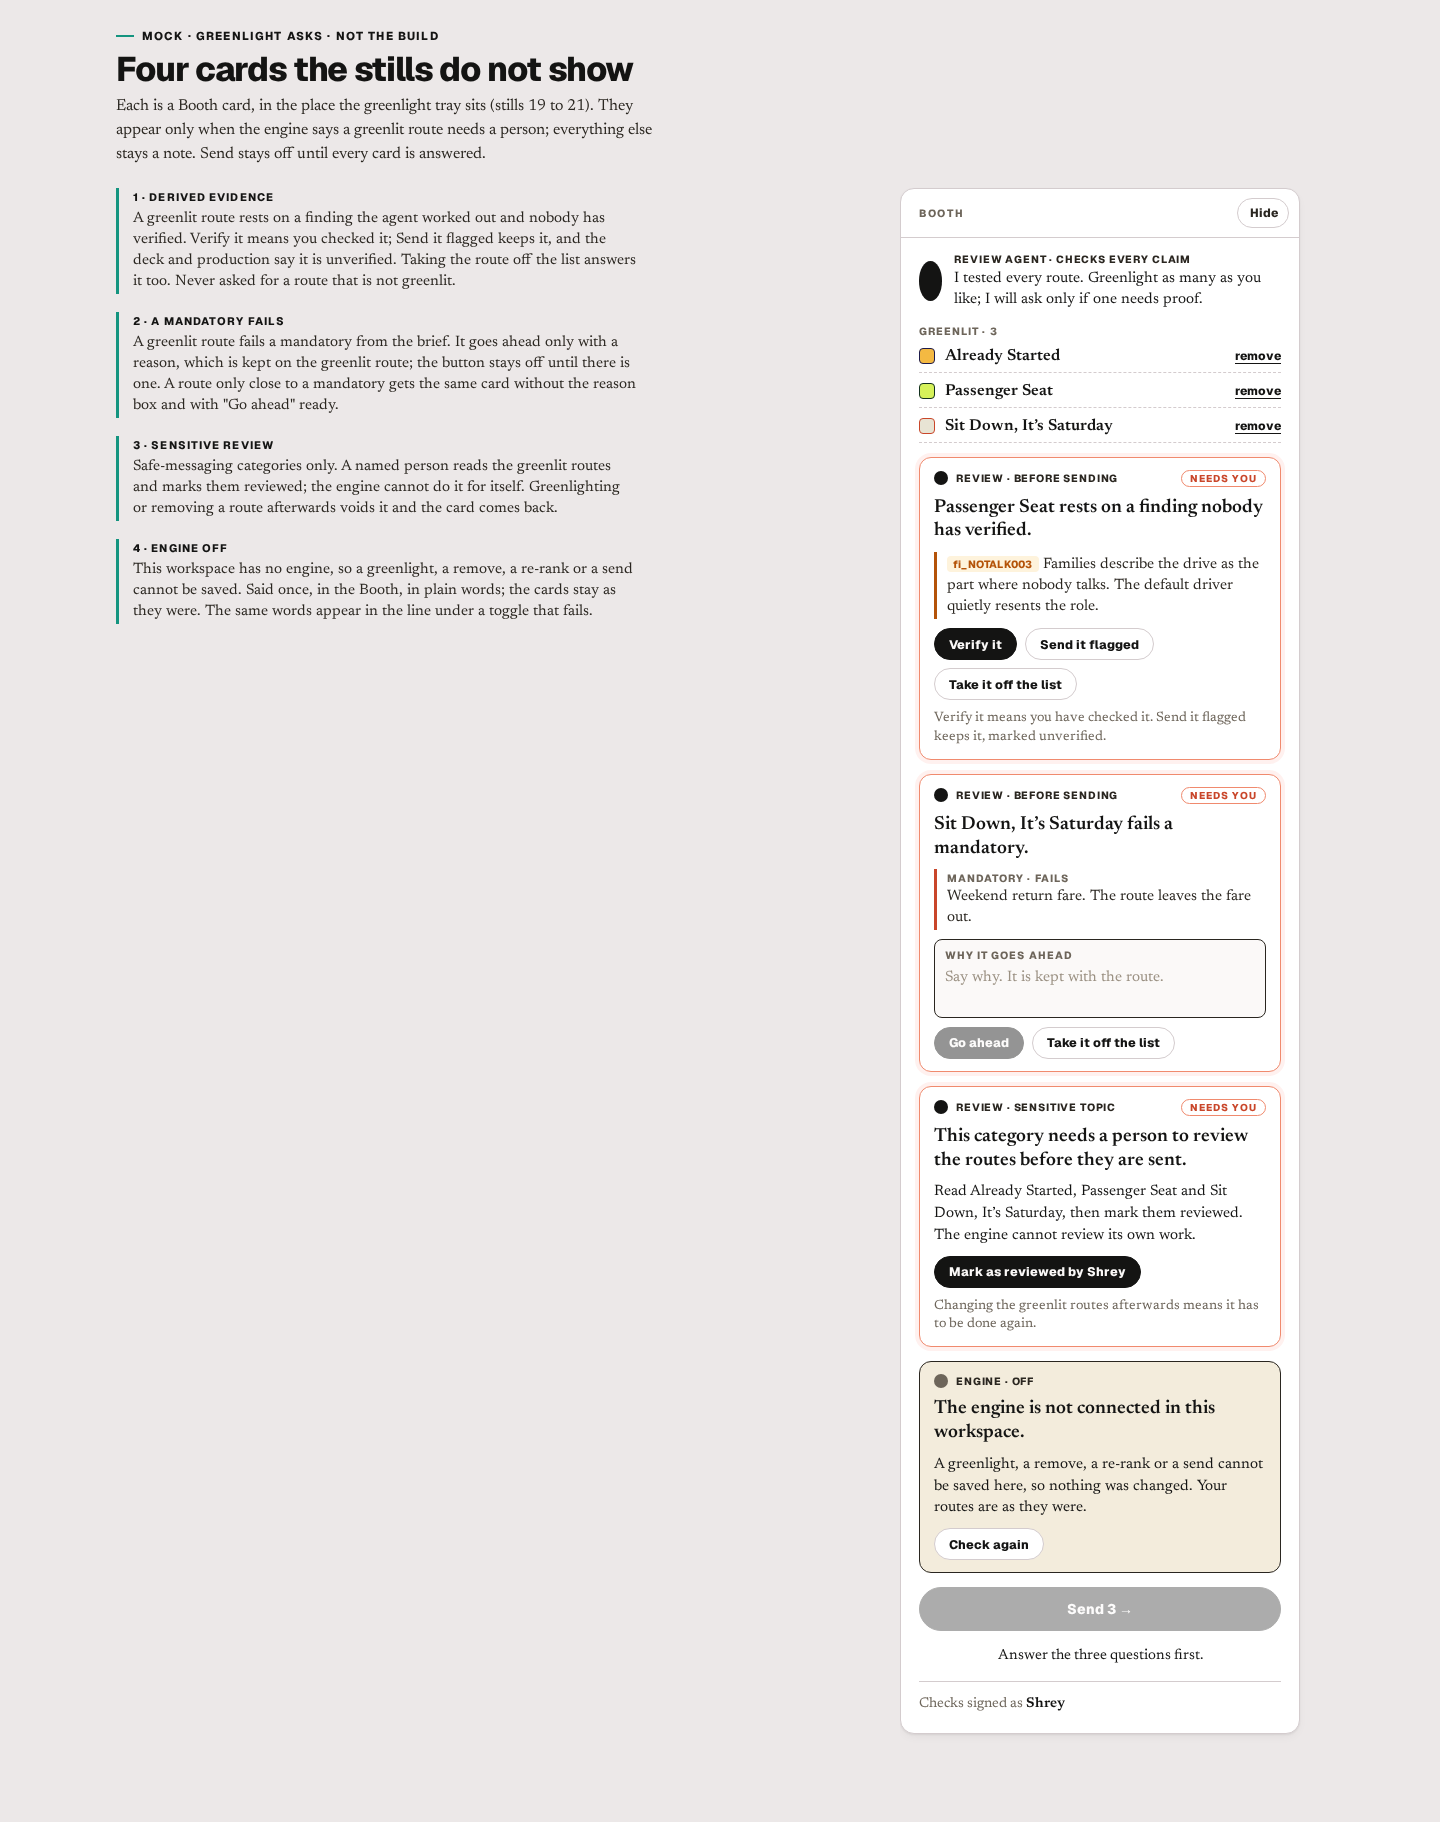 MOCK · GREENLIGHT ASKS · NOT THE BUILD
Four cards the stills do not show
Each is a Booth card, in the place the greenlight tray sits (stills 19 to 21). They
appear only when the engine says a greenlit route needs a person; everything else
stays a note. Send stays off until every card is answered.
1 · DERIVED EVIDENCE
A greenlit route rests on a finding the agent worked out and nobody has
verified. Verify it means you checked it; Send it flagged keeps it, and the
deck and production say it is unverified. Taking the route off the list answers
it too. Never asked for a route that is not greenlit.
2 · A MANDATORY FAILS
A greenlit route fails a mandatory from the brief. It goes ahead only with a
reason, which is kept on the greenlit route; the button stays off until there is
one. A route only close to a mandatory gets the same card without the reason
box and with "Go ahead" ready.
3 · SENSITIVE REVIEW
Safe-messaging categories only. A named person reads the greenlit routes
and marks them reviewed; the engine cannot do it for itself. Greenlighting
or removing a route afterwards voids it and the card comes back.
4 · ENGINE OFF
This workspace has no engine, so a greenlight, a remove, a re-rank or a send
cannot be saved. Said once, in the Booth, in plain words; the cards stay as
they were. The same words appear in the line under a toggle that fails.
BOOTH
Hide
REVIEW AGENT · CHECKS EVERY CLAIM
I tested every route. Greenlight as many as you
like; I will ask only if one needs proof.
GREENLIT · 3
Already Started remove
Passenger Seat remove
Sit Down, It’s Saturday remove
REVIEW · BEFORE SENDING NEEDS YOU
Passenger Seat rests on a finding nobody
has verified.
fi_NOTALK003 Families describe the drive as the
part where nobody talks. The default driver
quietly resents the role.
Verify it Send it flagged
Take it off the list
Verify it means you have checked it. Send it flagged
keeps it, marked unverified.
REVIEW · BEFORE SENDING NEEDS YOU
Sit Down, It’s Saturday fails a
mandatory.
MANDATORY · FAILS
Weekend return fare. The route leaves the fare
out.
WHY IT GOES AHEAD
Say why. It is kept with the route.
Go ahead Take it off the list
REVIEW · SENSITIVE TOPIC NEEDS YOU
This category needs a person to review
the routes before they are sent.
Read Already Started, Passenger Seat and Sit
Down, It’s Saturday, then mark them reviewed.
The engine cannot review its own work.
Mark as reviewed by Shrey
Changing the greenlit routes afterwards means it has
to be done again.
ENGINE · OFF
The engine is not connected in this
workspace.
A greenlight, a remove, a re-rank or a send cannot
be saved here, so nothing was changed. Your
routes are as they were.
Check again
Send 3 →
Answer the three questions first.
Checks signed as Shrey